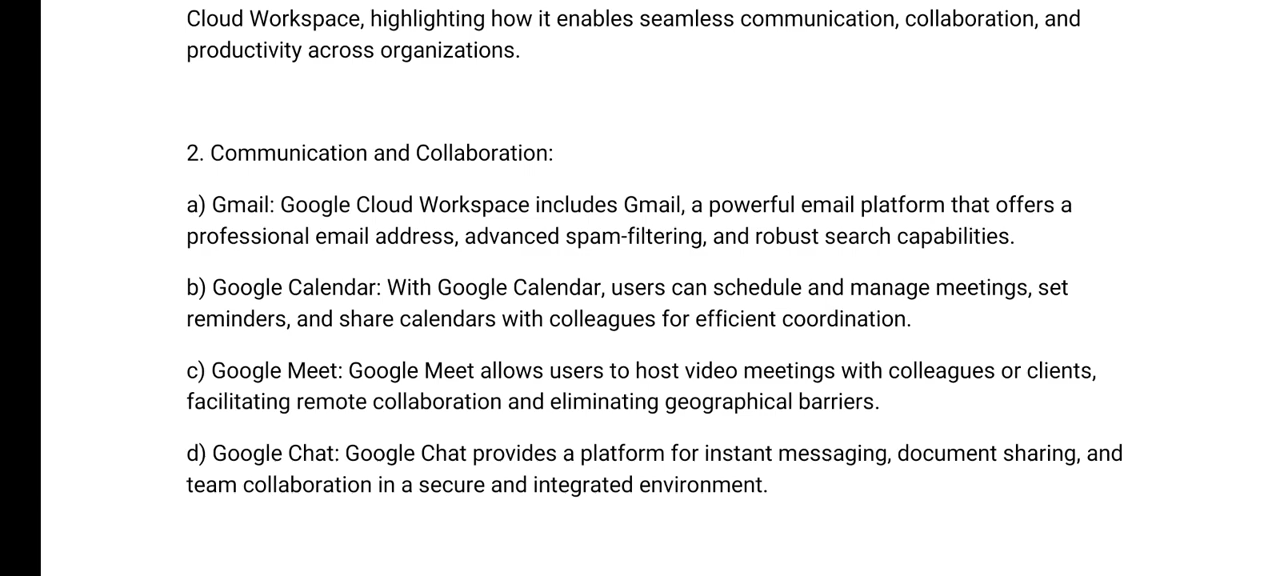 Cloud Workspace, highlighting how it enables seamless communication, collaboration, and
productivity across organizations.
2. Communication and Collaboration:
a) Gmail: Google Cloud Workspace includes Gmail, a powerful email platform that offers a
professional email address, advanced spam-filtering, and robust search capabilities.
b) Google Calendar: With Google Calendar, users can schedule and manage meetings, set
reminders, and share calendars with colleagues for efficient coordination.
c) Google Meet: Google Meet allows users to host video meetings with colleagues or clients,
facilitating remote collaboration and eliminating geographical barriers.
d) Google Chat: Google Chat provides a platform for instant messaging, document sharing, and
team collaboration in a secure and integrated environment.